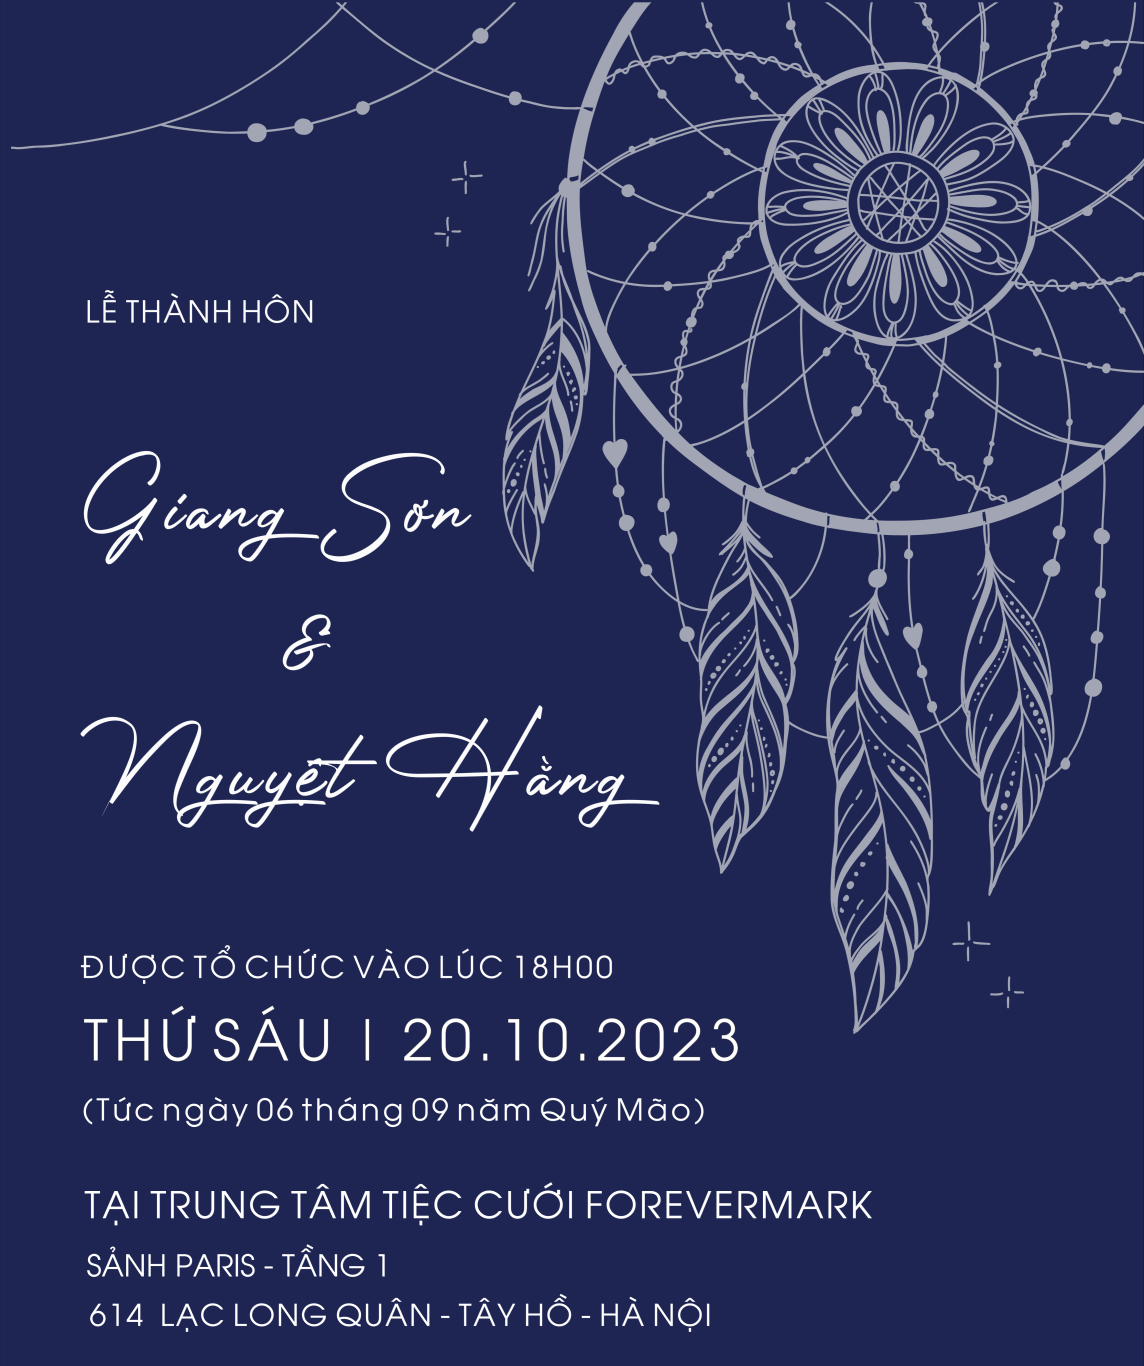 LỄ THÀNH HÔN
Giang Sơn
&
Nguyệt Hằng
ĐƯỢC TỔ CHỨC VÀO LÚC 18H00
THỨ SÁU I 20.10.2023
(Tức ngày 06 tháng 09 năm Quý Mão)
TẠI TRUNG TÂM TIỆC CƯỚI FOREVERMARK
SẢNH PARIS - TẦNG 1
614 LẠC LONG QUÂN - TÂY HỒ - HÀ NỘI